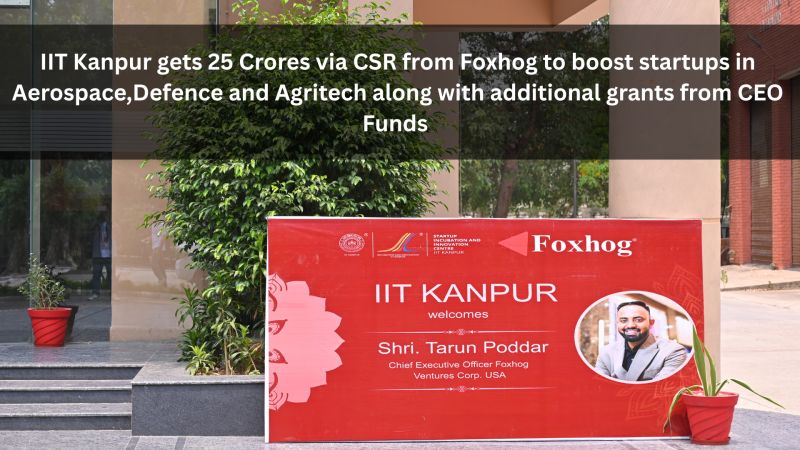 IIT Kanpur gets 25 Crores via CSR from Foxhog to boost startups in
Aerospace,Defence and Agritech along with additional grants from CEO
Funds
STARTUP
INCUBATION AND
INNOVATION
CENTRE
IIT KANPUR
Foxhog®
IIT KANPUR
welcomes
Shri. Tarun Poddar
Chief Executive Officer Foxhog
Ventures Corp. USA